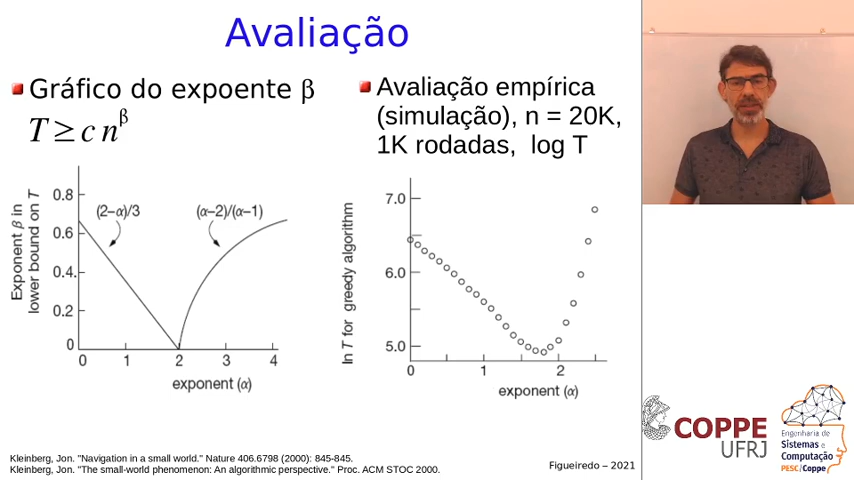 Avaliação
Gráfico do expoente β
T ≥ c n^β
Avaliação empírica
(simulação), n = 20K,
1K rodadas, log T
Exponent β in
lower bound on T
0.8
0.6
0.4
0.2
0
(2–α)/3
(α–2)/(α–1)
0 1 2 3 4
exponent (α)
ln T for greedy algorithm
7.0
6.0
5.0
0 1 2
exponent (α)
Kleinberg, Jon. "Navigation in a small world." Nature 406.6798 (2000): 845-845.
Kleinberg, Jon. "The small-world phenomenon: An algorithmic perspective." Proc. ACM STOC 2000.
Figueiredo – 2021
COPPE
UFRJ
Engenharia de
Sistemas e
Computação
PESC/Coppe